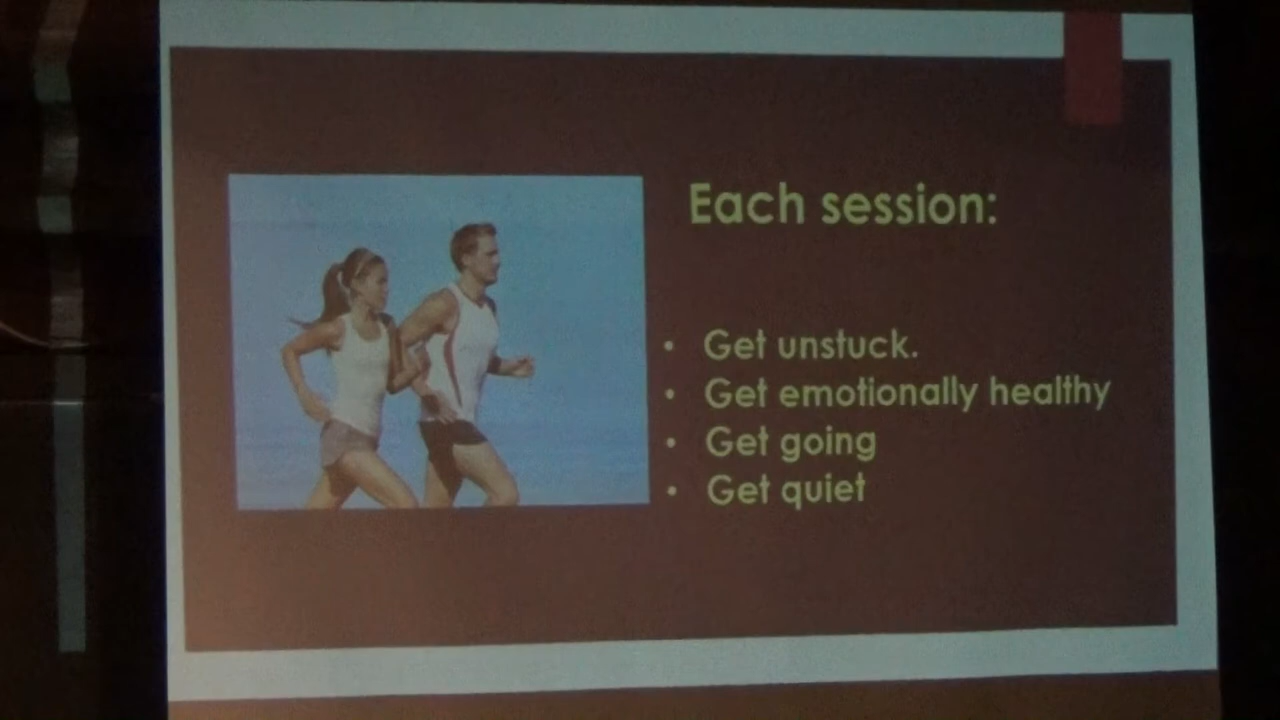 Each session:
• Get unstuck.
• Get emotionally healthy
• Get going
• Get quiet